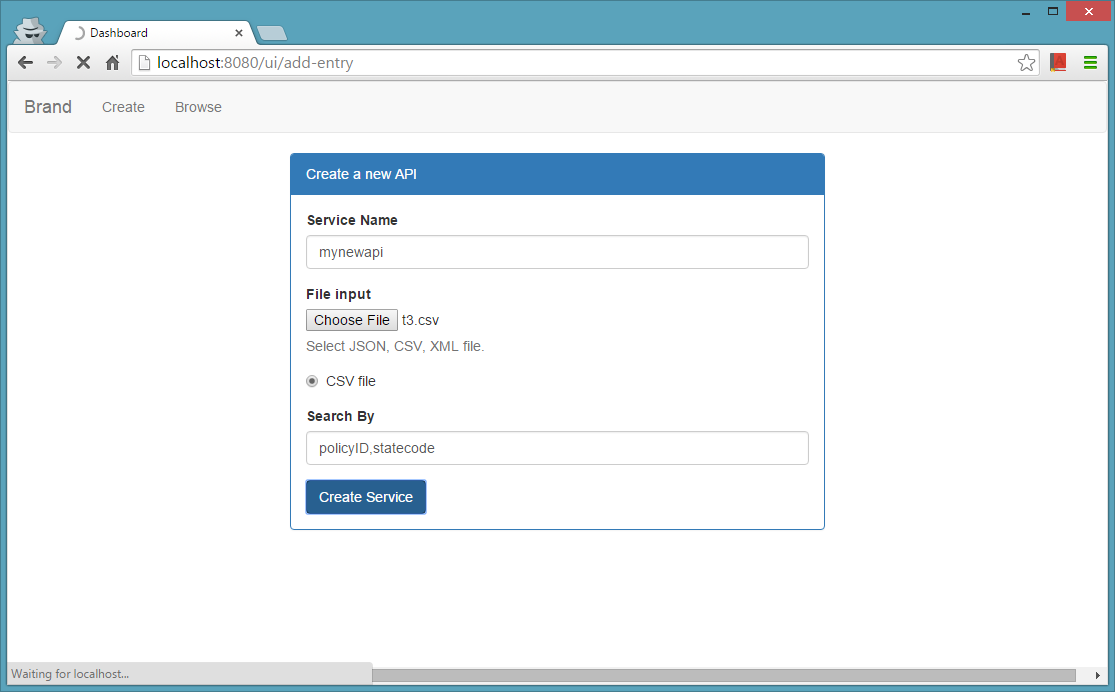 Dashboard
localhost:8080/ui/add-entry
Brand Create Browse
Create a new API
Service Name
mynewapi
File input
Choose File t3.csv
Select JSON, CSV, XML file.
CSV file
Search By
policyID,statecode
Create Service
Waiting for localhost...